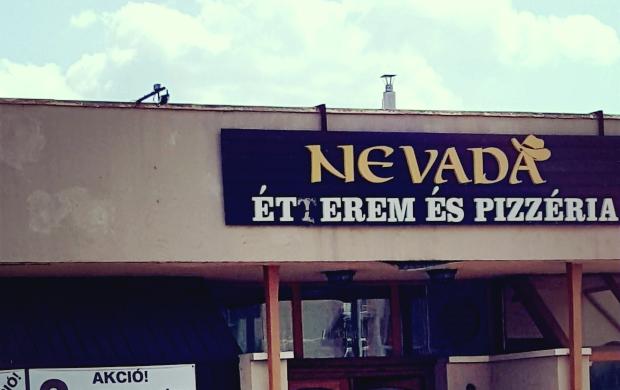 NEVADA
ÉTTEREM ÉS PIZZÉRIA
AKCIÓ!